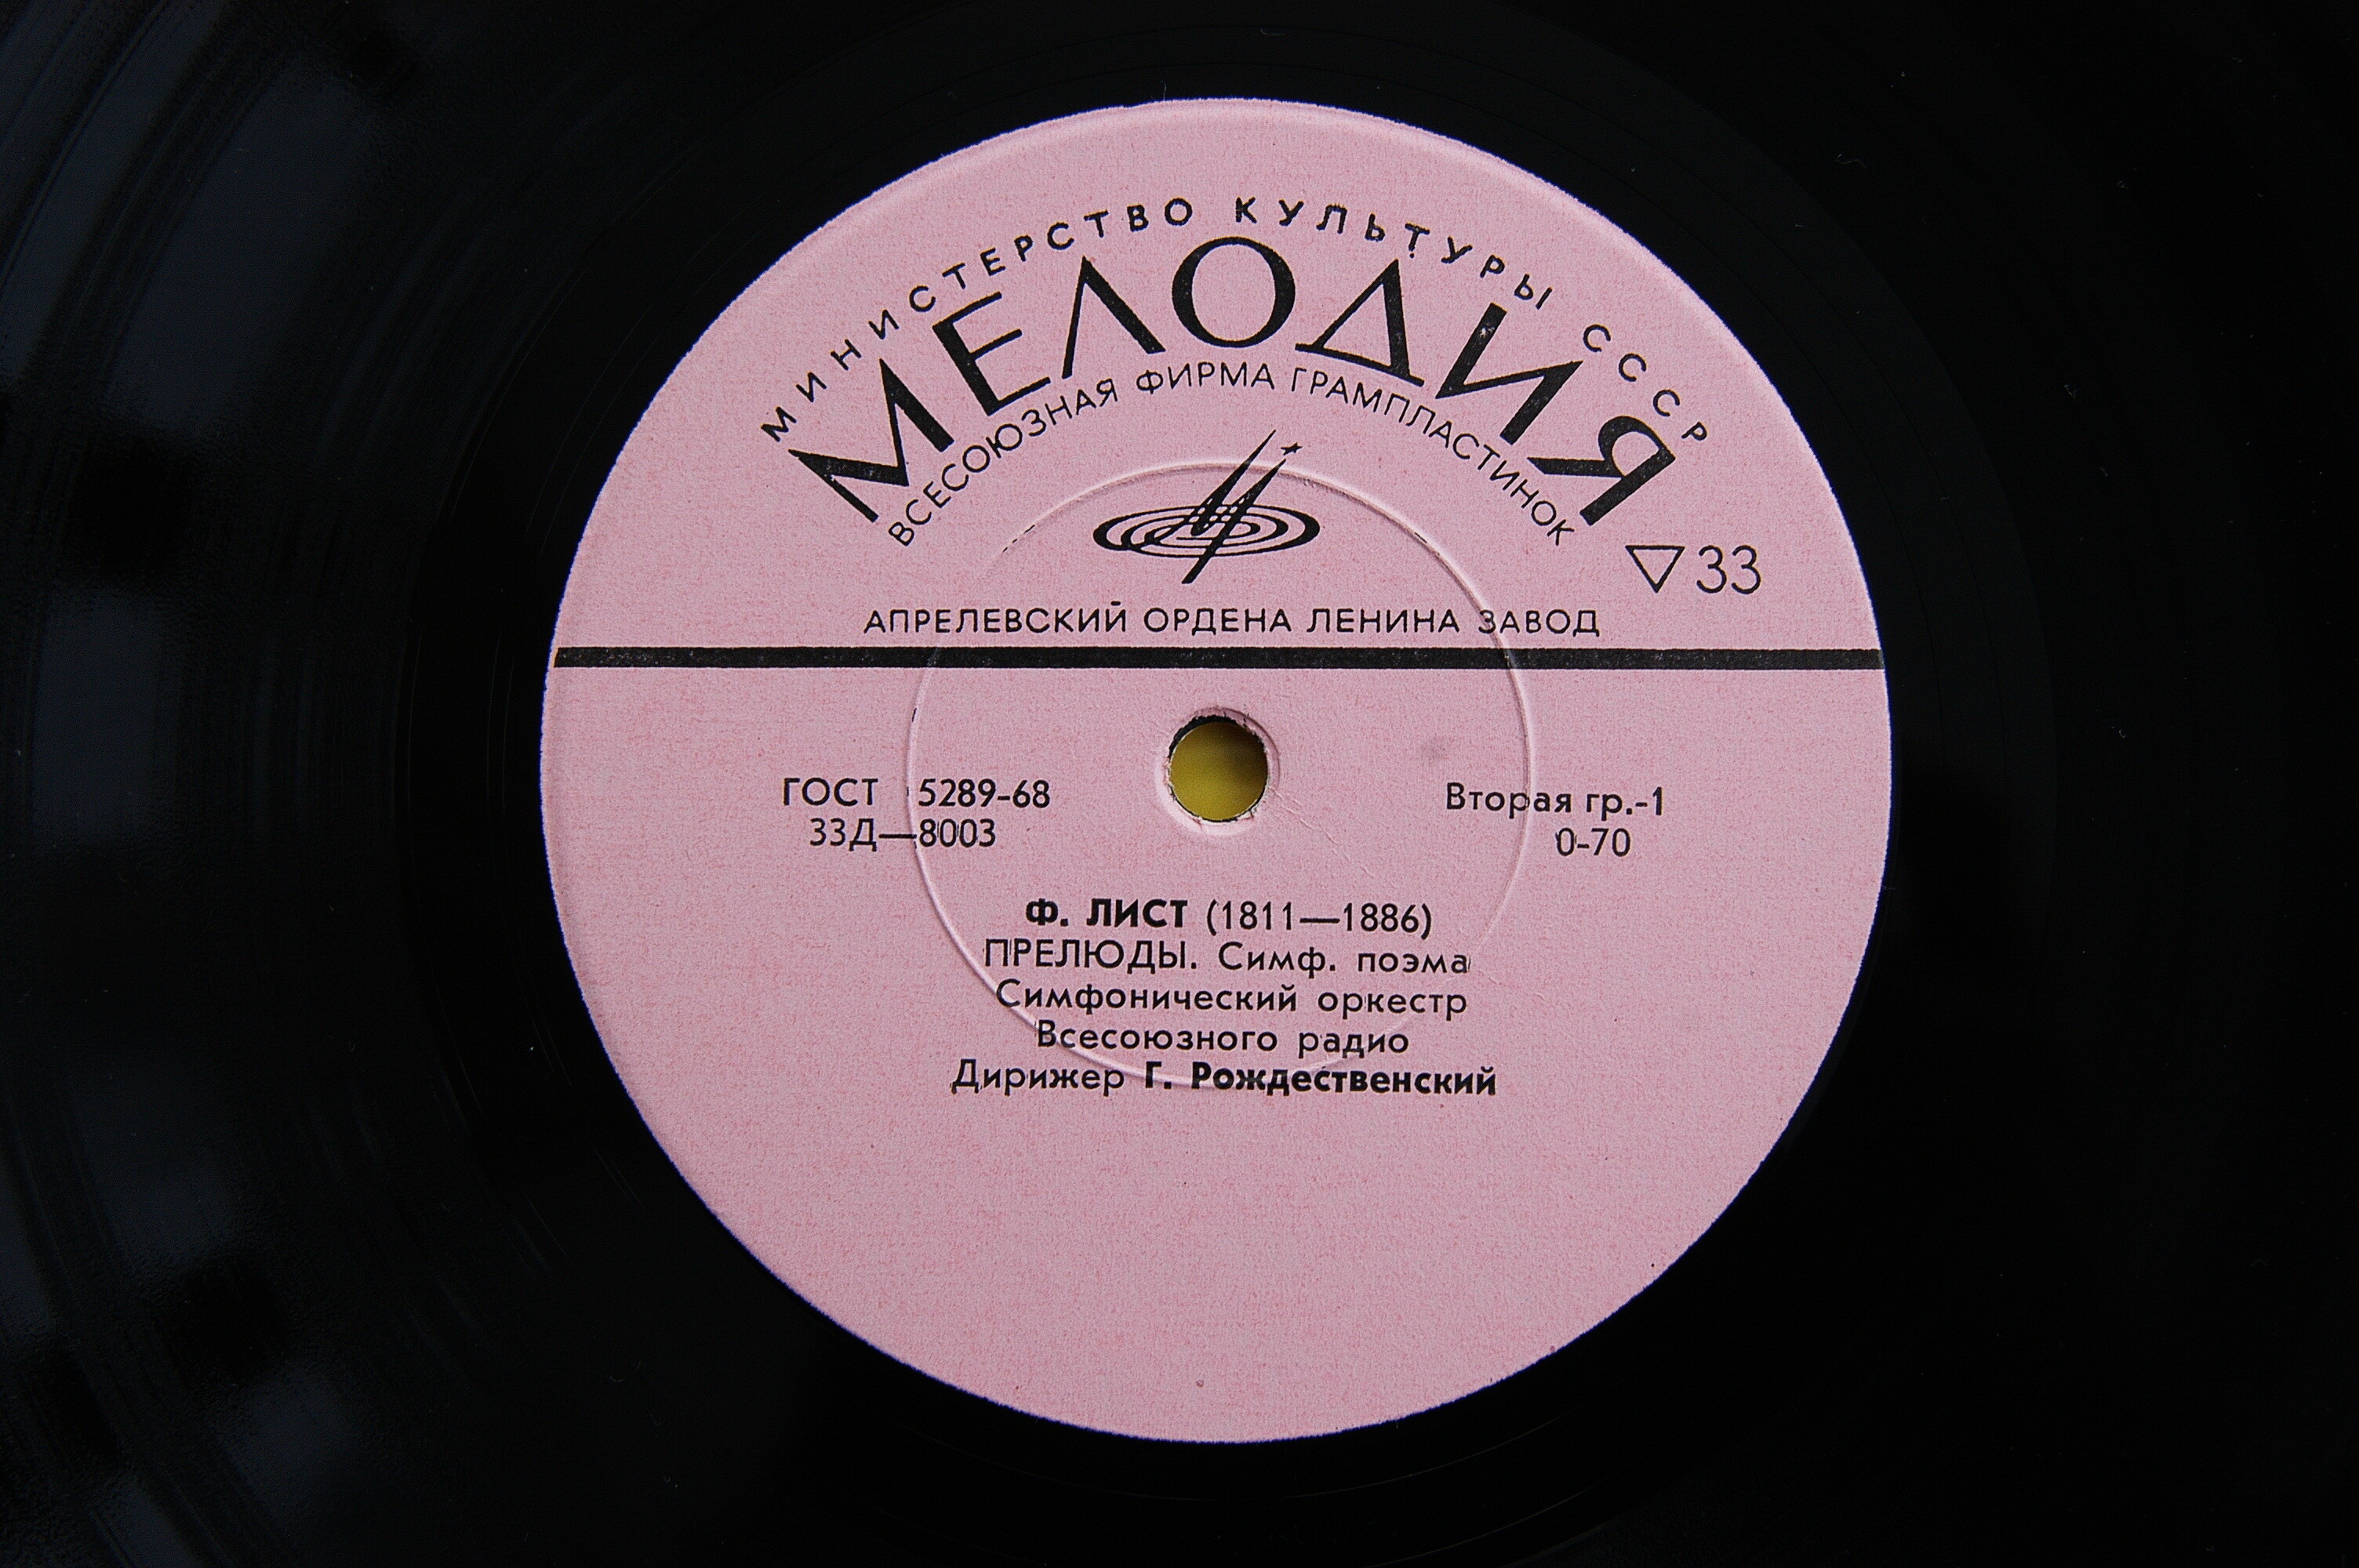 МИНИСТЕРСТВО КУЛЬТУРЫ СССР
МЕЛОДИЯ
ВСЕСОЮЗНАЯ ФИРМА ГРАМПЛАСТИНОК
▽33
АПРЕЛЕВСКИЙ ОРДЕНА ЛЕНИНА ЗАВОД
ГОСТ 5289-68
33Д—8003
Вторая гр.-1
0-70
Ф. ЛИСТ (1811—1886)
ПРЕЛЮДЫ. Симф. поэма
Симфонический оркестр
Всесоюзного радио
Дирижер Г. Рождественский